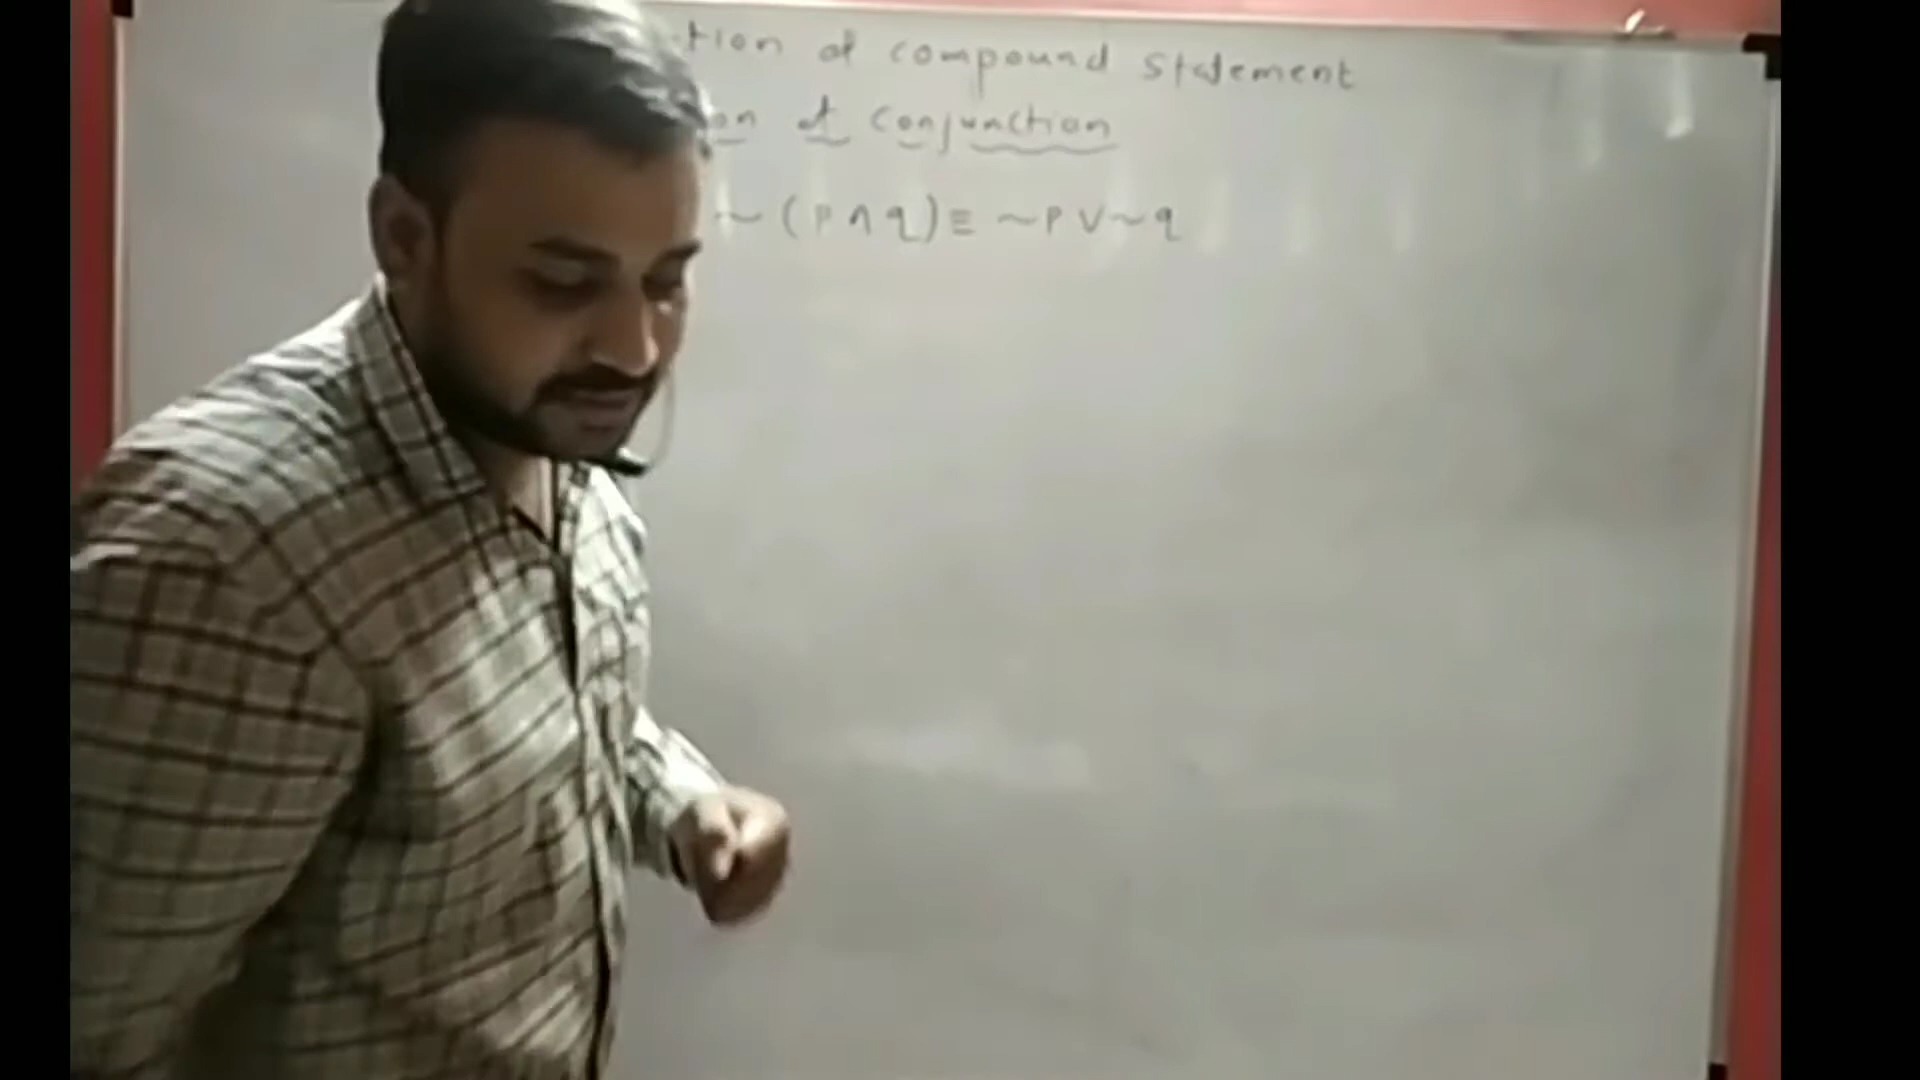 tion of compound statement
on of conjunction
~ (p ∧ q) ≡ ~p ∨ ~q